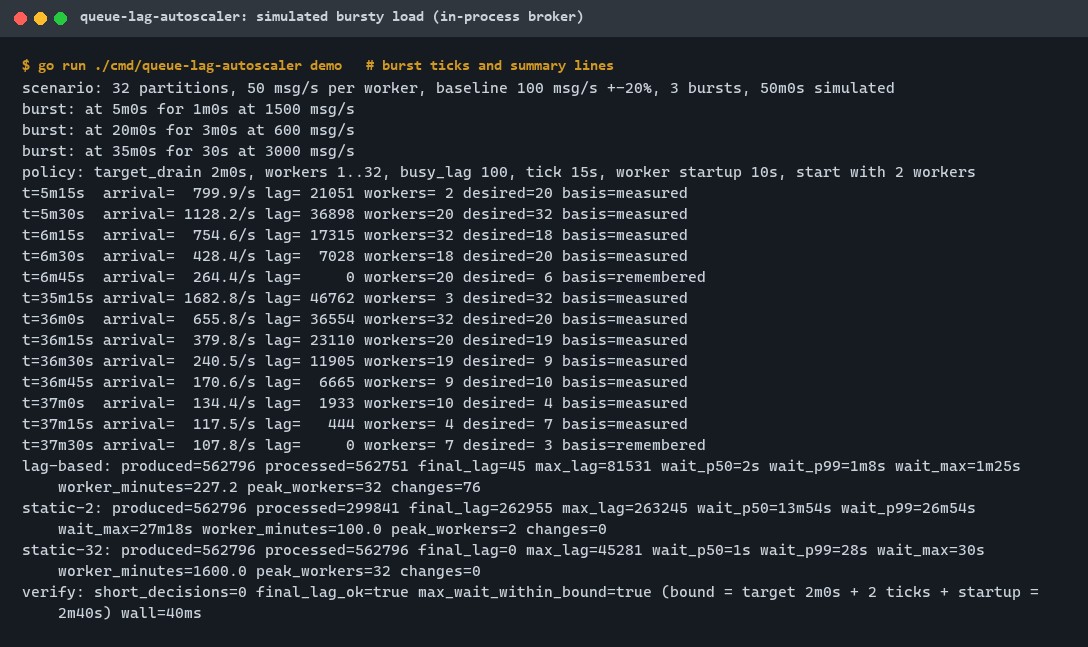 queue-lag-autoscaler: simulated bursty load (in-process broker)
$ go run ./cmd/queue-lag-autoscaler demo   # burst ticks and summary lines
scenario: 32 partitions, 50 msg/s per worker, baseline 100 msg/s +-20%, 3 bursts, 50m0s simulated
burst: at 5m0s for 1m0s at 1500 msg/s
burst: at 20m0s for 3m0s at 600 msg/s
burst: at 35m0s for 30s at 3000 msg/s
policy: target_drain 2m0s, workers 1..32, busy_lag 100, tick 15s, worker startup 10s, start with 2 workers
t=5m15s  arrival=  799.9/s lag= 21051 workers= 2 desired=20 basis=measured
t=5m30s  arrival= 1128.2/s lag= 36898 workers=20 desired=32 basis=measured
t=6m15s  arrival=  754.6/s lag= 17315 workers=32 desired=18 basis=measured
t=6m30s  arrival=  428.4/s lag=  7028 workers=18 desired=20 basis=measured
t=6m45s  arrival=  264.4/s lag=     0 workers=20 desired= 6 basis=remembered
t=35m15s arrival= 1682.8/s lag= 46762 workers= 3 desired=32 basis=measured
t=36m0s  arrival=  655.8/s lag= 36554 workers=32 desired=20 basis=measured
t=36m15s arrival=  379.8/s lag= 23110 workers=20 desired=19 basis=measured
t=36m30s arrival=  240.5/s lag= 11905 workers=19 desired= 9 basis=measured
t=36m45s arrival=  170.6/s lag=  6665 workers= 9 desired=10 basis=measured
t=37m0s  arrival=  134.4/s lag=  1933 workers=10 desired= 4 basis=measured
t=37m15s arrival=  117.5/s lag=   444 workers= 4 desired= 7 basis=measured
t=37m30s arrival=  107.8/s lag=     0 workers= 7 desired= 3 basis=remembered
lag-based: produced=562796 processed=562751 final_lag=45 max_lag=81531 wait_p50=2s wait_p99=1m8s wait_max=1m25s
worker_minutes=227.2 peak_workers=32 changes=76
static-2: produced=562796 processed=299841 final_lag=262955 max_lag=263245 wait_p50=13m54s wait_p99=26m54s
wait_max=27m18s worker_minutes=100.0 peak_workers=2 changes=0
static-32: produced=562796 processed=562796 final_lag=0 max_lag=45281 wait_p50=1s wait_p99=28s wait_max=30s
worker_minutes=1600.0 peak_workers=32 changes=0
verify: short_decisions=0 final_lag_ok=true max_wait_within_bound=true (bound = target 2m0s + 2 ticks + startup =
2m40s) wall=40ms